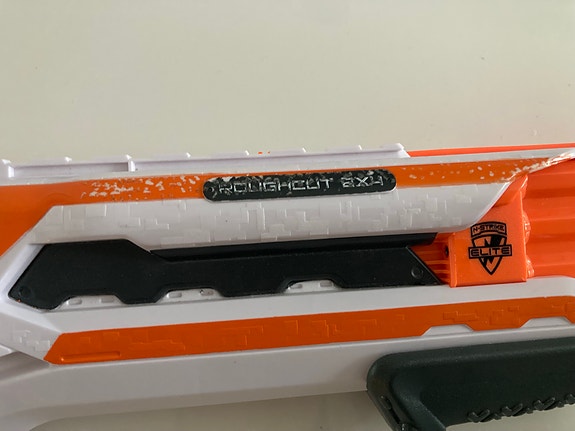 ROUGHCUT 2X4
N-STRIKE
ELITE